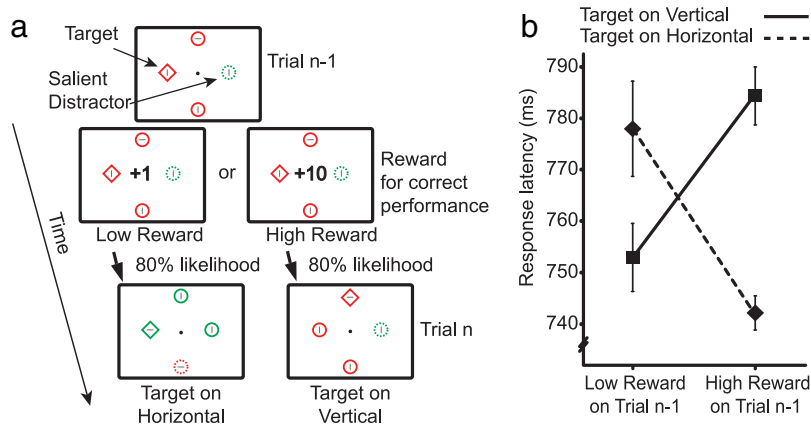 a
Target
Salient
Distractor
Trial n-1
+1
or
+10
Reward
for correct
performance
Low Reward
High Reward
Time
80% likelihood
80% likelihood
Trial n
Target on
Horizontal
Target on
Vertical
b
Target on Vertical
Target on Horizontal
Response latency (ms)
790
780
770
760
750
740
Low Reward
on Trial n-1
High Reward
on Trial n-1